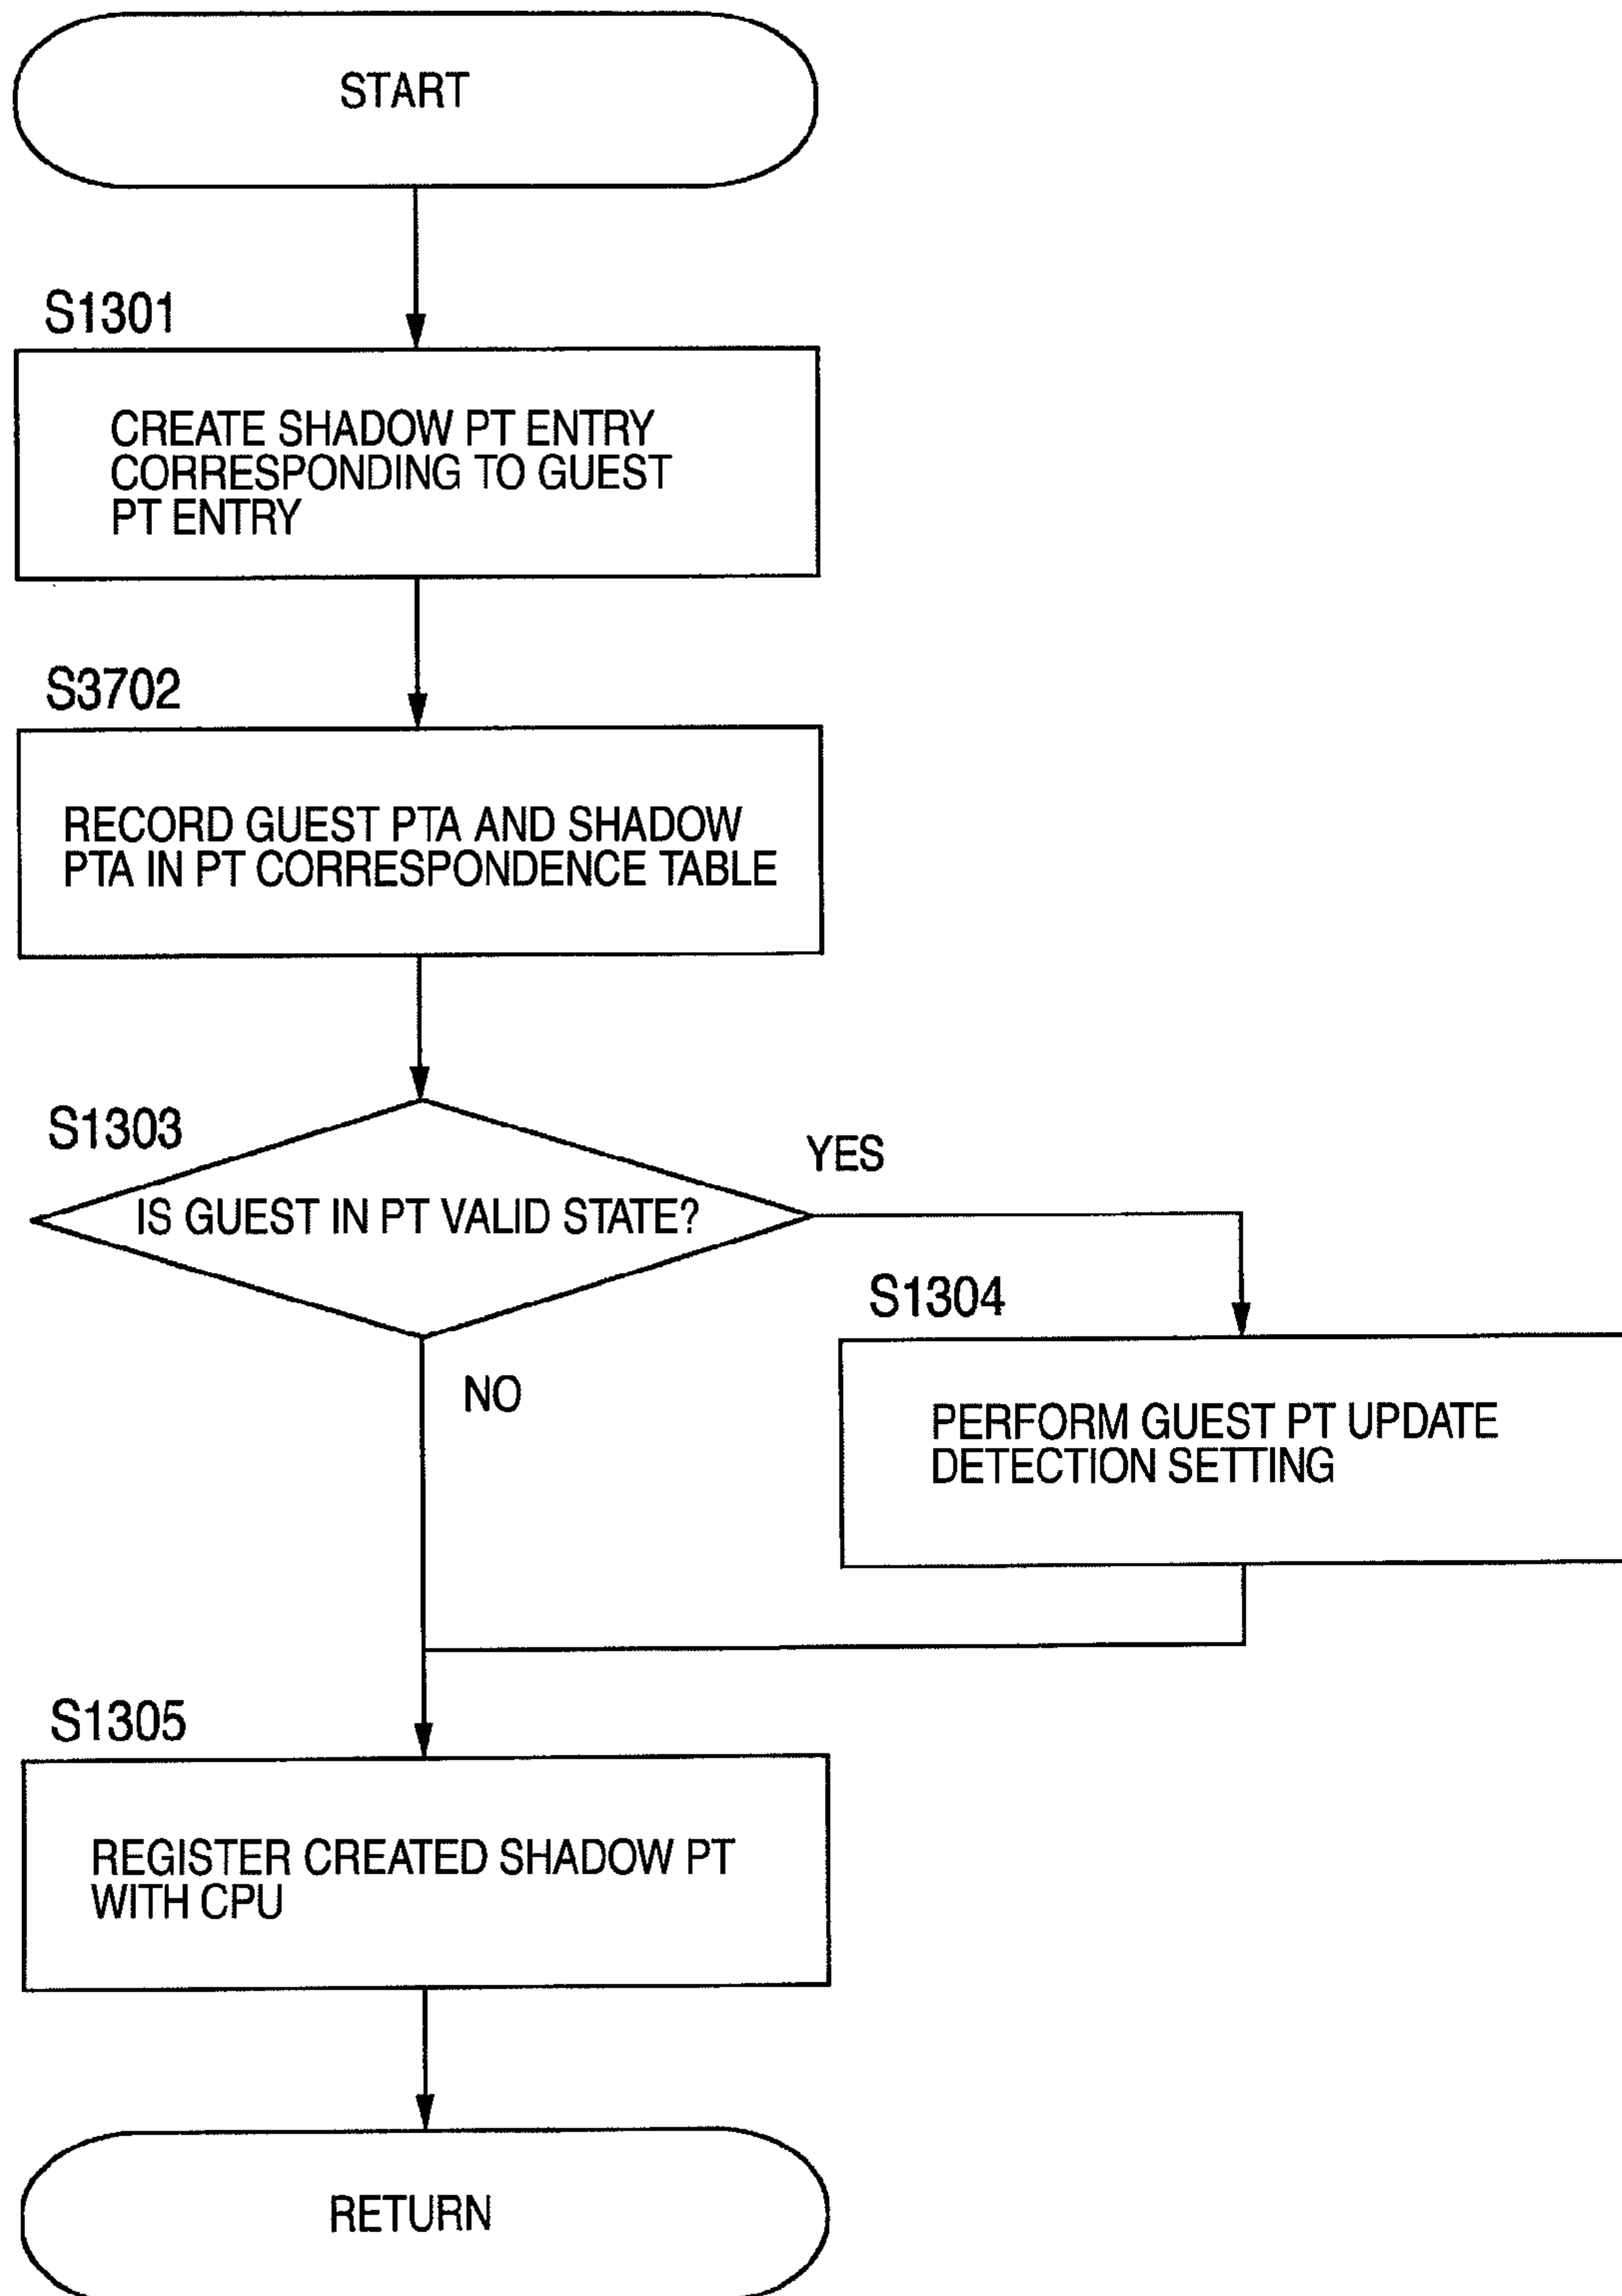 START
S1301
CREATE SHADOW PT ENTRY
CORRESPONDING TO GUEST
PT ENTRY
S3702
RECORD GUEST PTA AND SHADOW
PTA IN PT CORRESPONDENCE TABLE
S1303
IS GUEST IN PT VALID STATE?
YES
NO
S1304
PERFORM GUEST PT UPDATE
DETECTION SETTING
S1305
REGISTER CREATED SHADOW PT
WITH CPU
RETURN